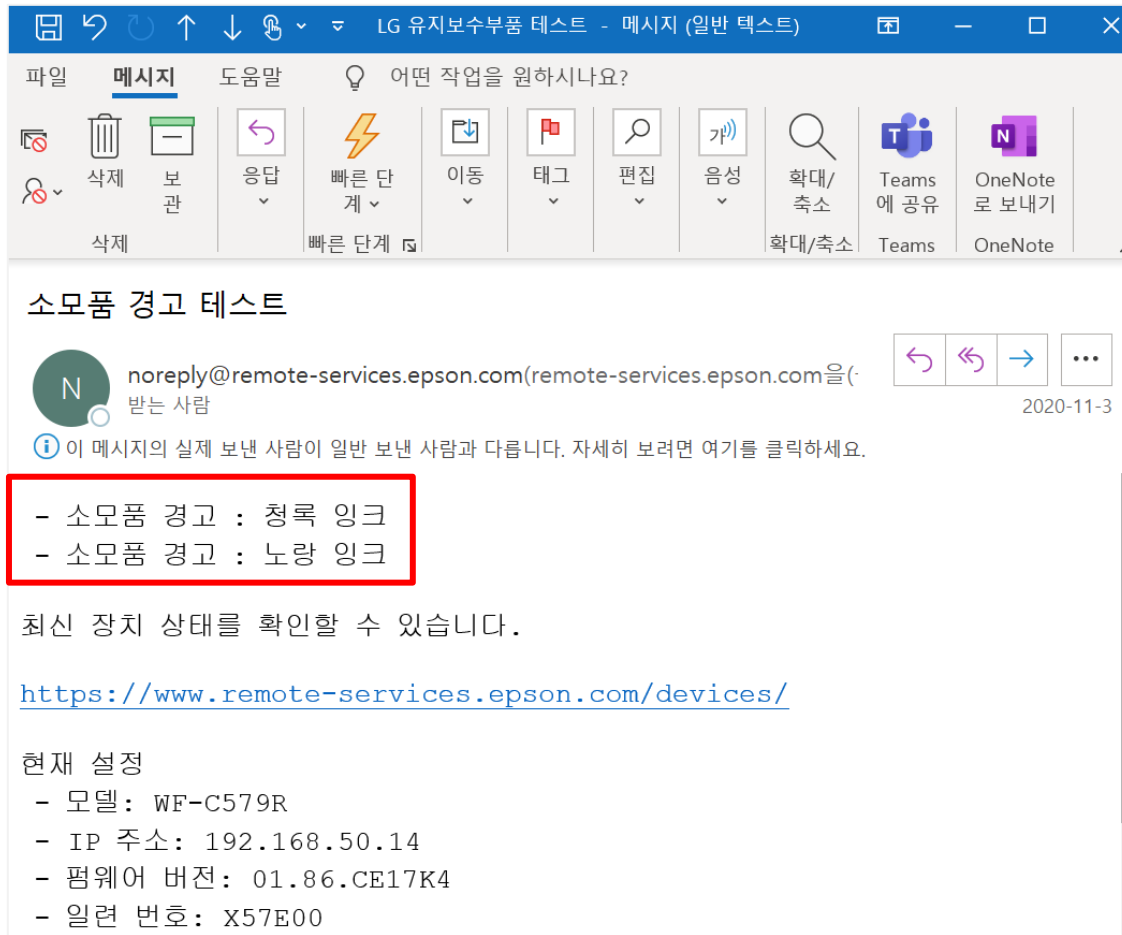 LG 유지보수부품 테스트 - 메시지 (일반 텍스트)
파일 메시지 도움말 어떤 작업을 원하시나요?
삭제 보관 응답 빠른 단계 이동 태그 편집 가 음성 확대/축소 Teams에 공유 N OneNote로 보내기
삭제 빠른 단계 확대/축소 Teams OneNote
소모품 경고 테스트
N
noreply@remote-services.epson.com(remote-services.epson.com을(
받는 사람 2020-11-3
이 메시지의 실제 보낸 사람이 일반 보낸 사람과 다릅니다. 자세히 보려면 여기를 클릭하세요.
- 소모품 경고 : 청록 잉크
- 소모품 경고 : 노랑 잉크
최신 장치 상태를 확인할 수 있습니다.
https://www.remote-services.epson.com/devices/
현재 설정
- 모델: WF-C579R
- IP 주소: 192.168.50.14
- 펌웨어 버전: 01.86.CE17K4
- 일련 번호: X57E00